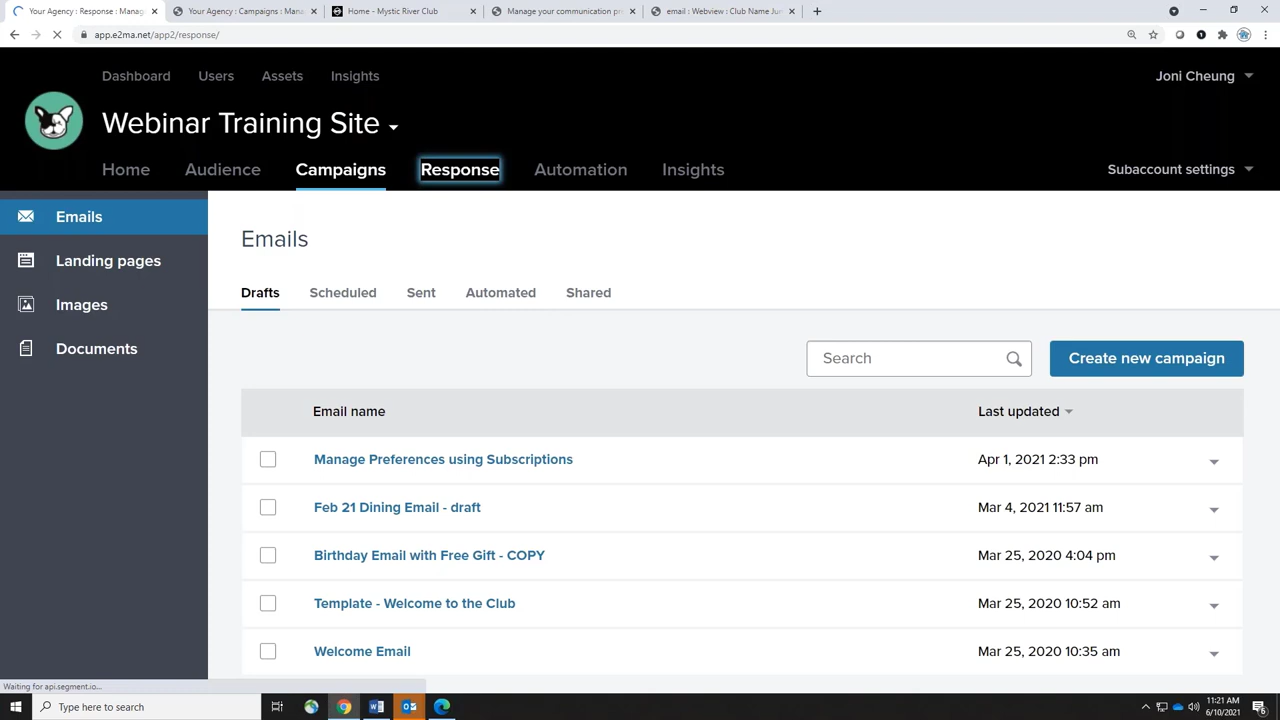 Your Agency : Response : Manag
Your Agency : Campaigns : Mana
Home - Mystic River Club
Manage your communication pr
email : Webview : Club Name Jun
app.e2ma.net/app2/response/
Dashboard
Users
Assets
Insights
Joni Cheung
Webinar Training Site
Home
Audience
Campaigns
Response
Automation
Insights
Subaccount settings
Emails
Landing pages
Images
Documents
Emails
Drafts
Scheduled
Sent
Automated
Shared
Search
Create new campaign
Email name
Last updated
Manage Preferences using Subscriptions
Apr 1, 2021 2:33 pm
Feb 21 Dining Email - draft
Mar 4, 2021 11:57 am
Birthday Email with Free Gift - COPY
Mar 25, 2020 4:04 pm
Template - Welcome to the Club
Mar 25, 2020 10:52 am
Welcome Email
Mar 25, 2020 10:35 am
Waiting for api.segment.io...
Type here to search
11:21 AM
6/10/2021